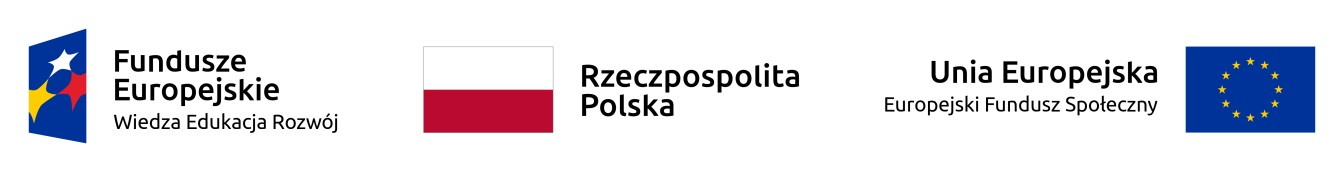 Fundusze
Europejskie
Wiedza Edukacja Rozwój
Rzeczpospolita
Polska
Unia Europejska
Europejski Fundusz Społeczny